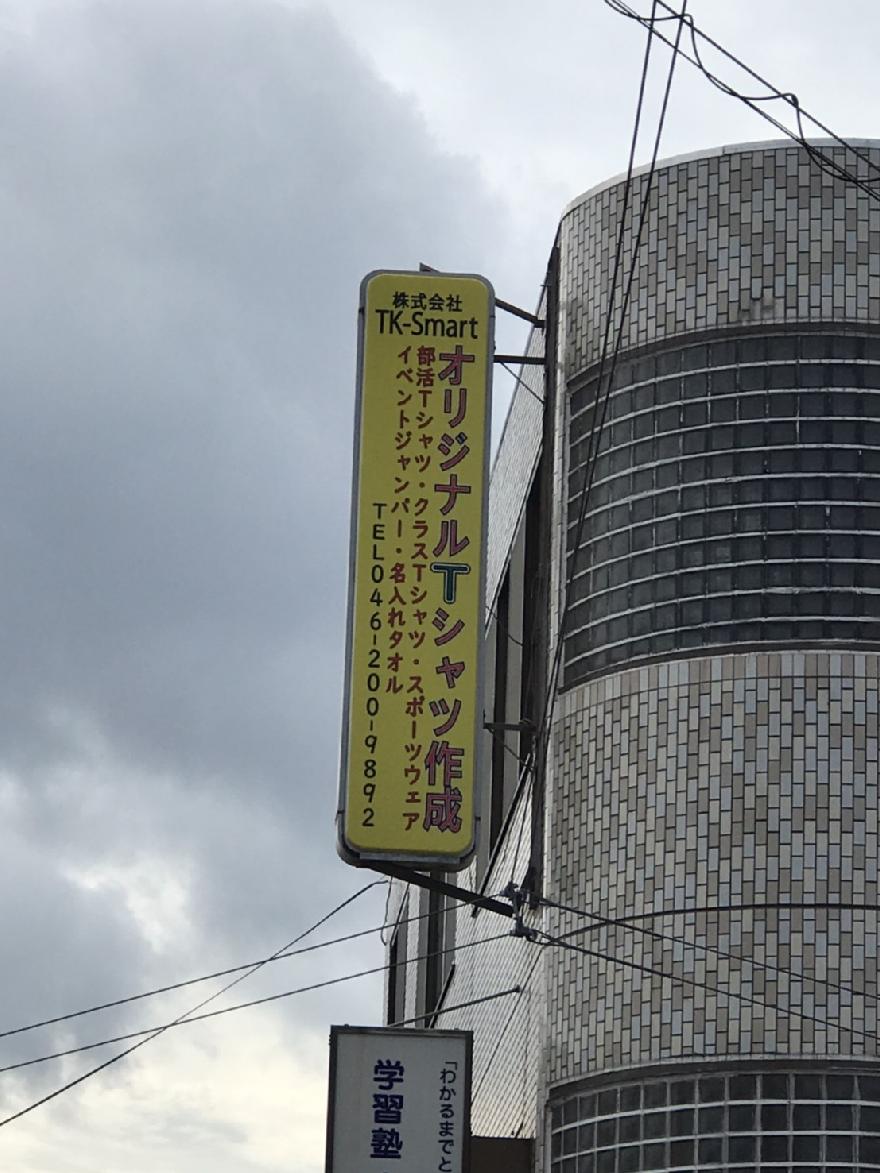 株式会社
TK-Smart
オリジナルTシャツ作成
部活Tシャツ・クラスTシャツ・スポーツウェア
イベントジャンパー・名入れタオル
TEL046-200-9892
「わかるまでと
学習塾